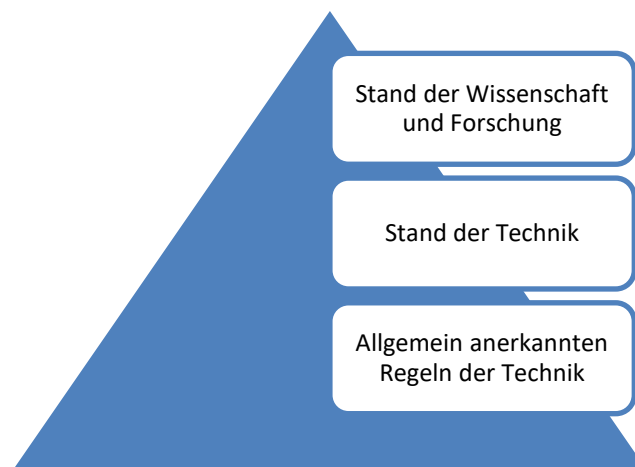 Stand der Wissenschaft
und Forschung
Stand der Technik
Allgemein anerkannten
Regeln der Technik